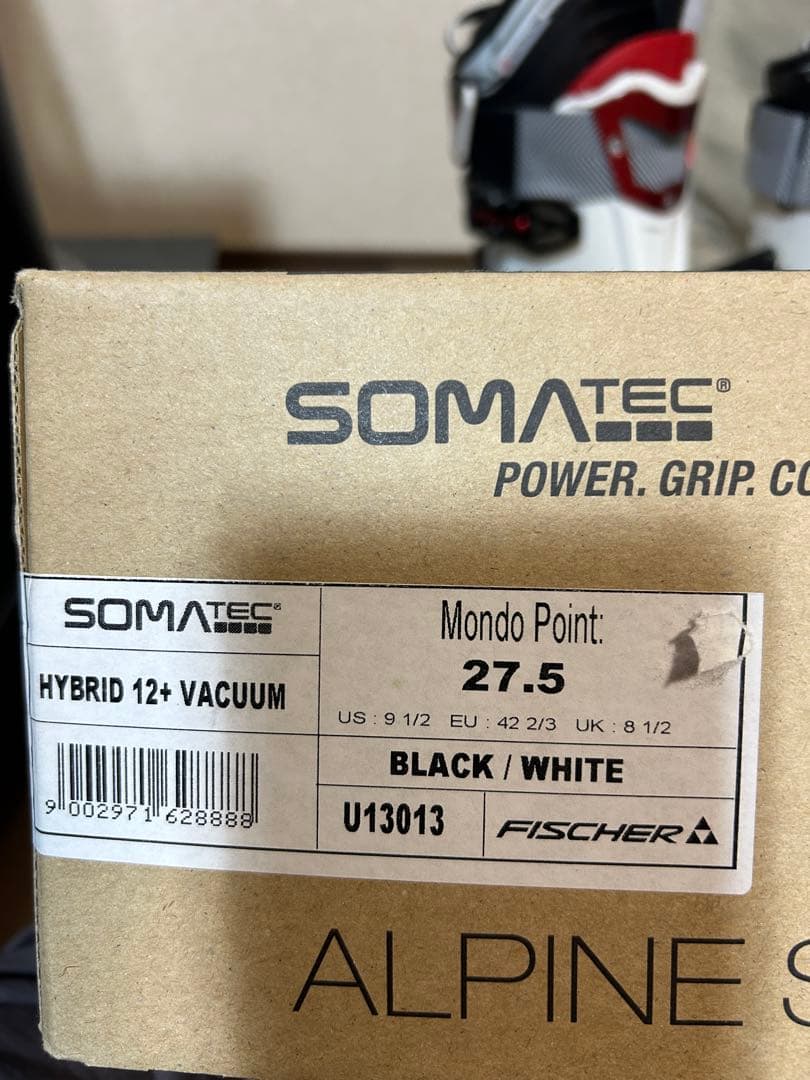 SOMATEC®
POWER. GRIP. CO
SOMATEC®
HYBRID 12+ VACUUM
9 002971 628888
Mondo Point:
27.5
US : 9 1/2 EU : 42 2/3 UK : 8 1/2
BLACK / WHITE
U13013
FISCHER
ALPINE S